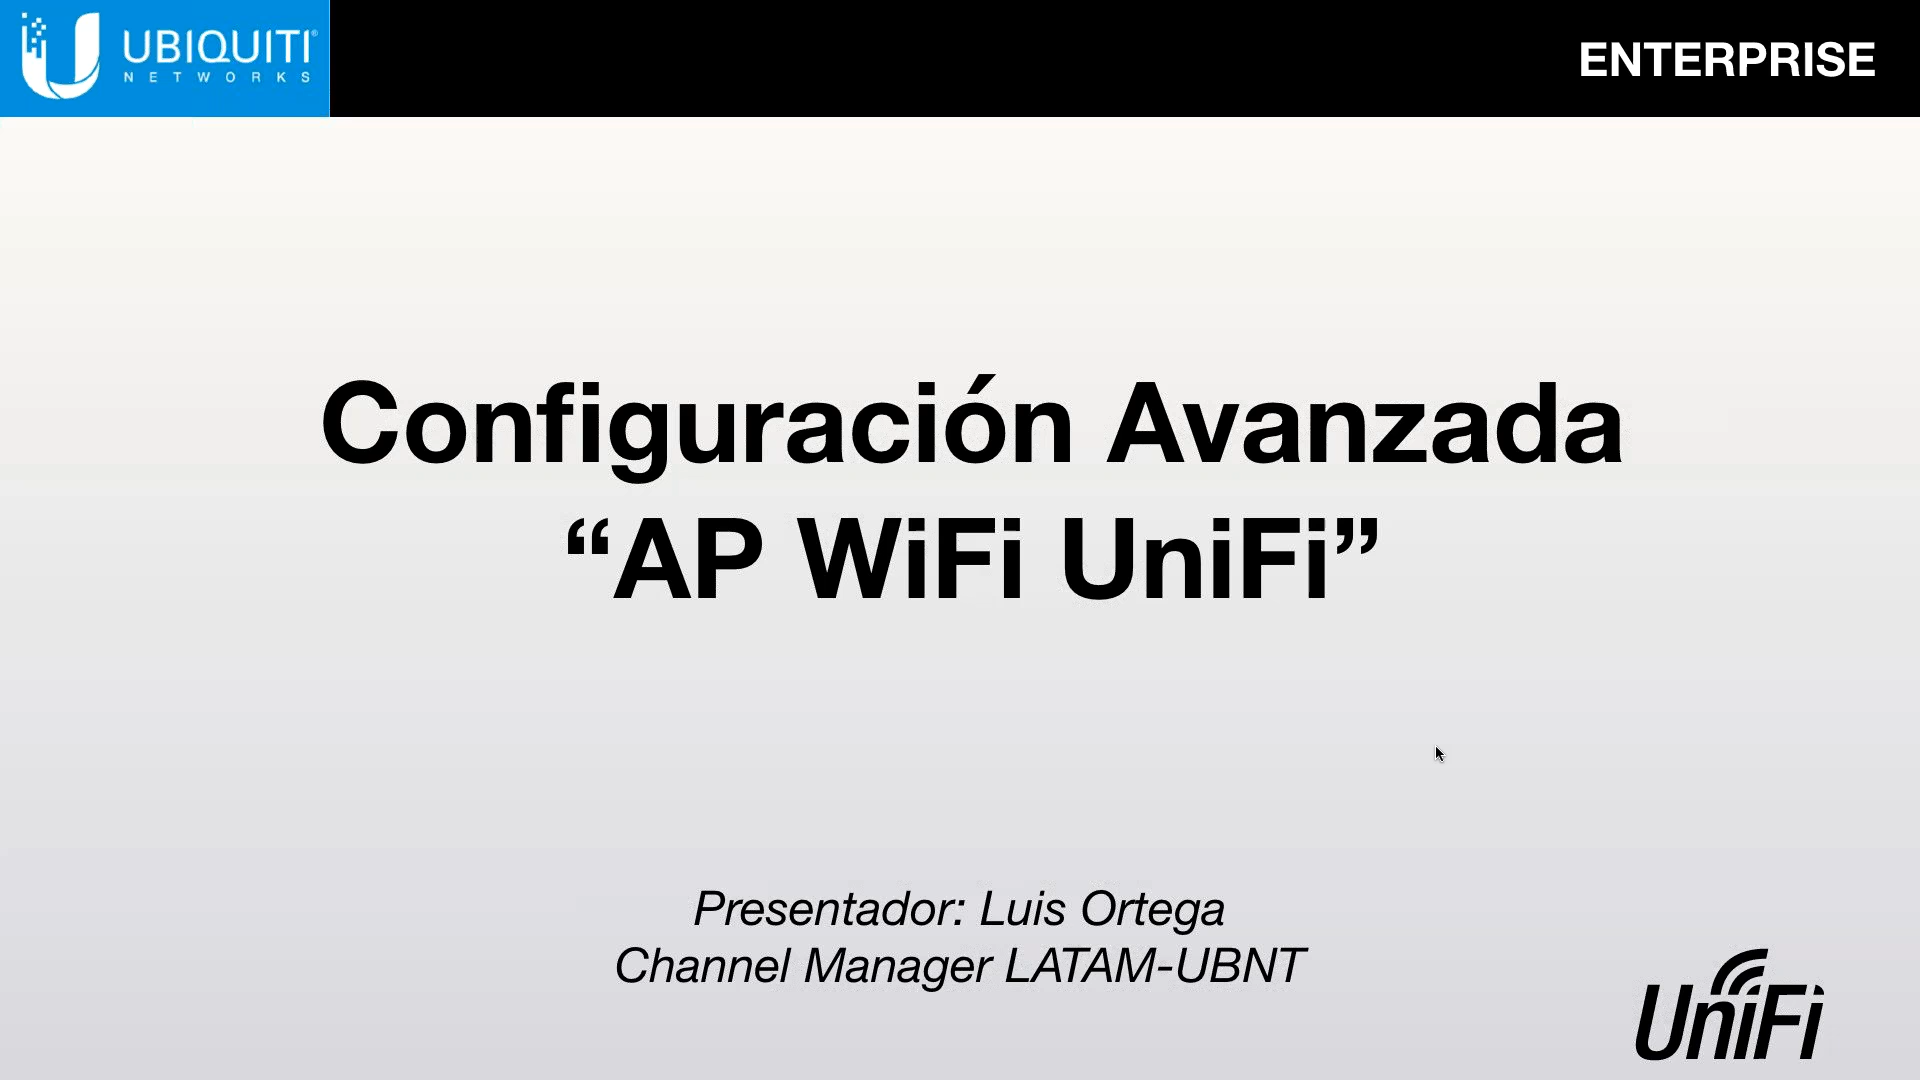 UBIQUITI®
NETWORKS
ENTERPRISE
Configuración Avanzada
“AP WiFi UniFi”
Presentador: Luis Ortega
Channel Manager LATAM-UBNT
UniFi